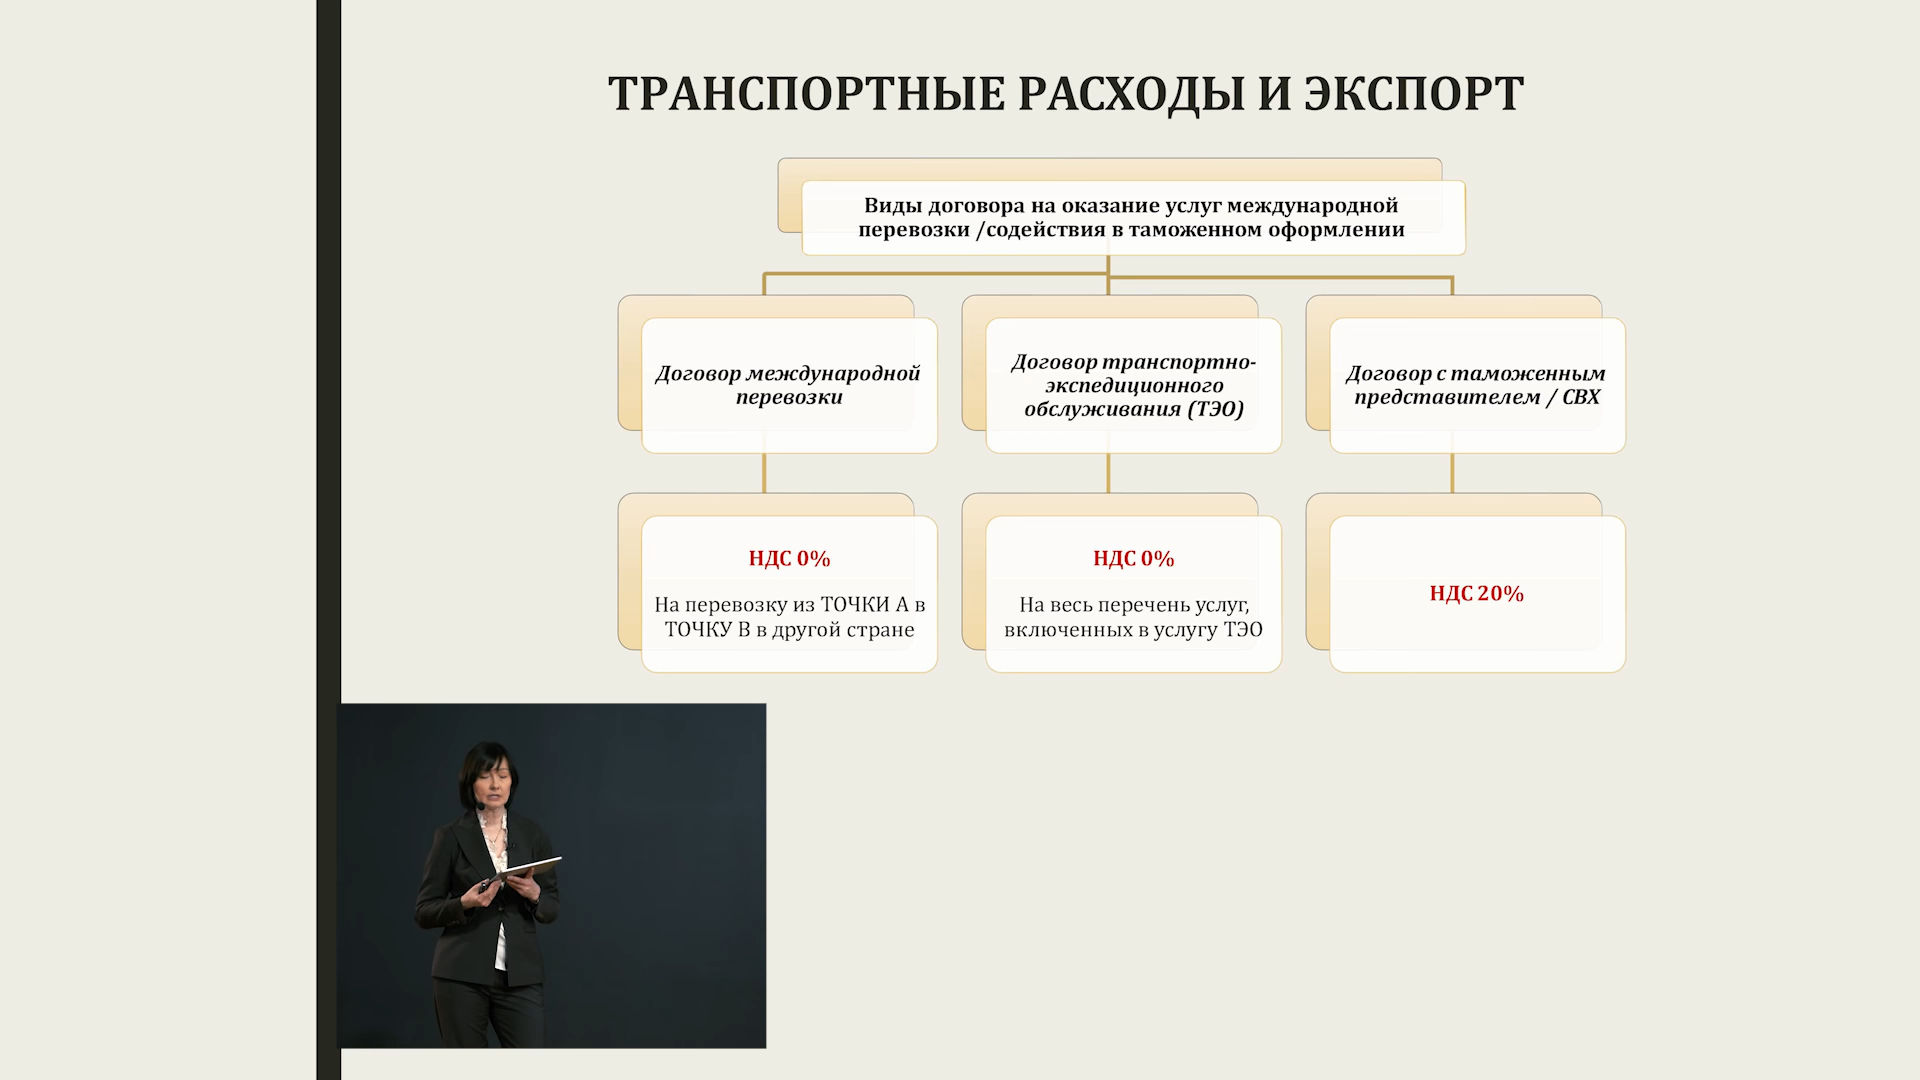 ТРАНСПОРТНЫЕ РАСХОДЫ И ЭКСПОРТ
Виды договора на оказание услуг международной
перевозки /содействия в таможенном оформлении
Договор международной
перевозки
Договор транспортно-
экспедиционного
обслуживания (ТЭО)
Договор с таможенным
представителем / СВХ
НДС 0%
На перевозку из ТОЧКИ А в
ТОЧКУ В в другой стране
НДС 0%
На весь перечень услуг,
включенных в услугу ТЭО
НДС 20%